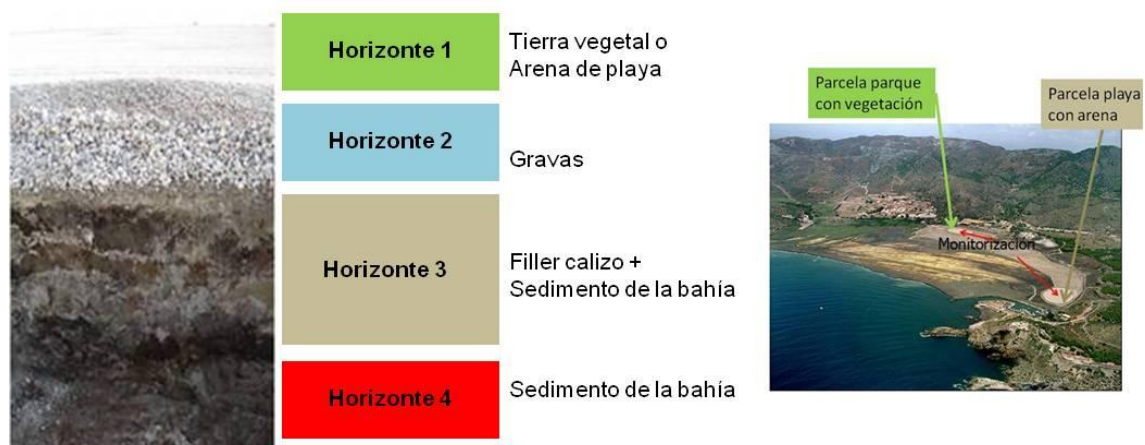 Horizonte 1
Tierra vegetal o
Arena de playa
Horizonte 2
Gravas
Horizonte 3
Filler calizo +
Sedimento de la bahía
Horizonte 4
Sedimento de la bahía
Parcela parque
con vegetación
Parcela playa
con arena
Monitorización